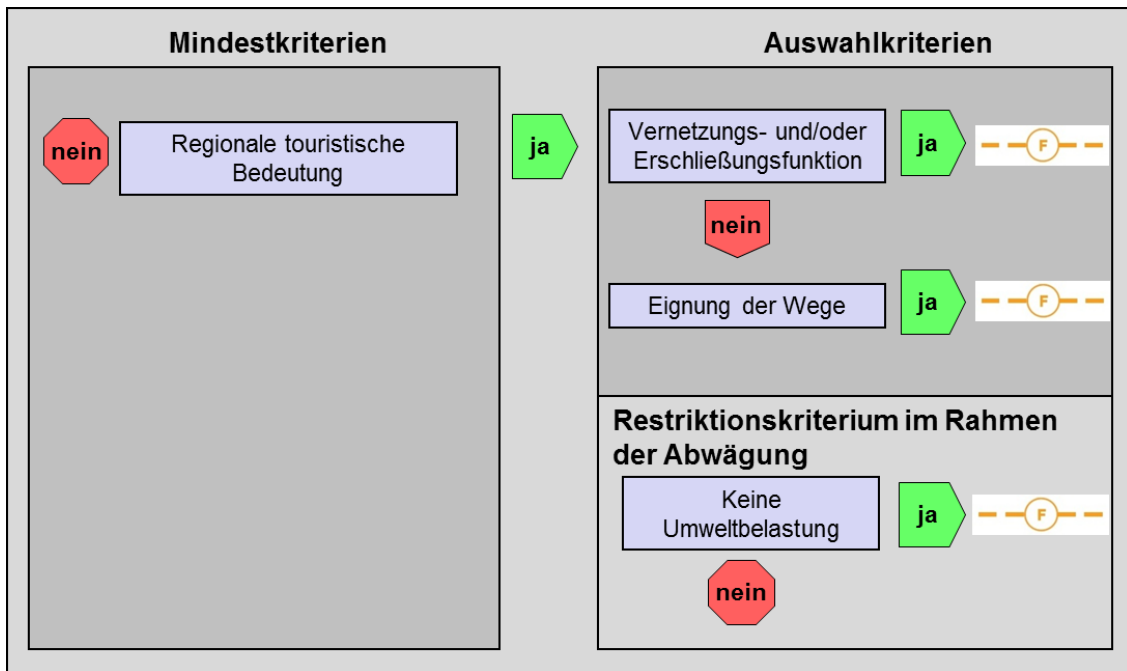 Mindestkriterien
nein
Regionale touristische
Bedeutung
ja
Auswahlkriterien
Vernetzungs- und/oder
Erschließungsfunktion
ja
F
nein
Eignung der Wege
ja
F
Restriktionskriterium im Rahmen
der Abwägung
Keine
Umweltbelastung
ja
F
nein